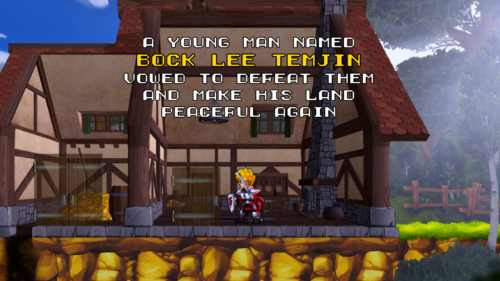 A YOUNG MAN NAMED
BOCK LEE TEMJIN
VOWED TO DEFEAT THEM
AND MAKE HIS LAND
PEACEFUL AGAIN